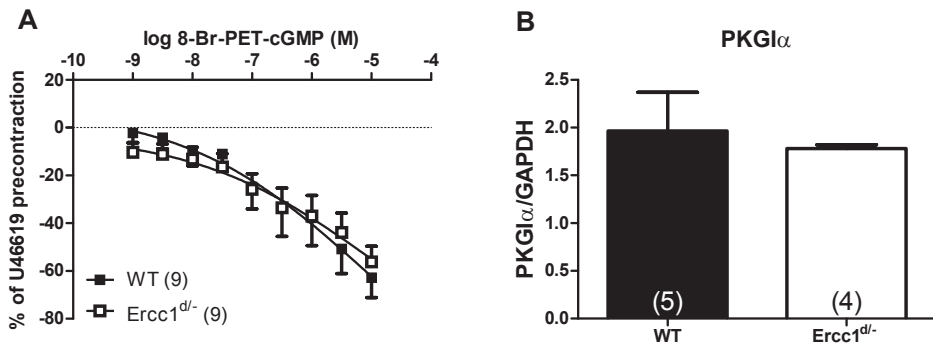 A
log 8-Br-PET-cGMP (M)
-10 -9 -8 -7 -6 -5 -4
20
0
-20
-40
-60
-80
% of U46619 precontraction
WT (9)
Ercc1d/- (9)
B
PKGIα
2.5
2.0
1.5
1.0
0.5
0.0
PKGIα/GAPDH
(5) (4)
WT Ercc1d/-